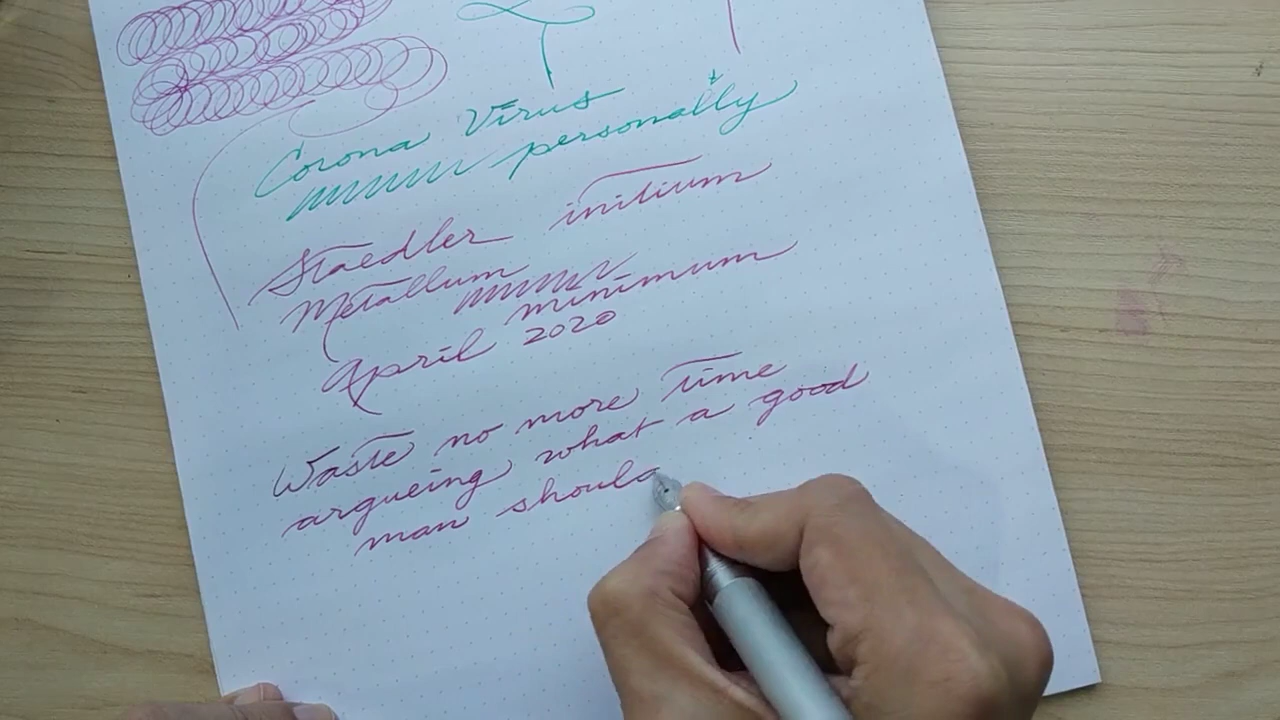 Corona Virus
personally
Staedler initium
Metallum
minimum
April 2020
Waste no more time
argueing what a good
man should